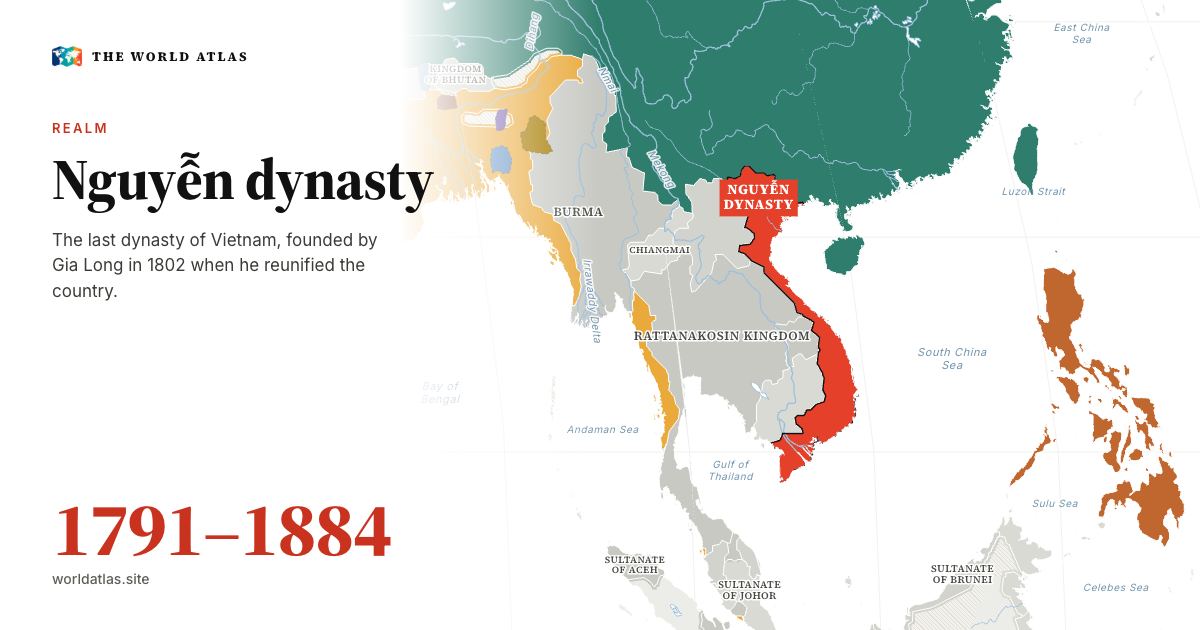 THE WORLD ATLAS
REALM
Nguyễn dynasty
The last dynasty of Vietnam, founded by
Gia Long in 1802 when he reunified the
country.
1791–1884
worldatlas.site
Dihang
KINGDOM
OF BHUTAN
Nmai
Mekong
East China
Sea
Luzon Strait
NGUYỄN
DYNASTY
BURMA
CHIANGMAI
Irrawaddy Delta
RATTANAKOSIN KINGDOM
South China
Sea
Bay of
Bengal
Andaman Sea
Gulf of
Thailand
Sulu Sea
SULTANATE
OF ACEH
SULTANATE
OF JOHOR
SULTANATE
OF BRUNEI
Celebes Sea